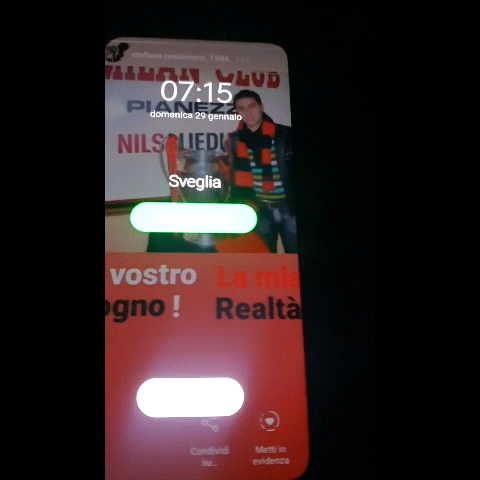 MILAN CLUB
07:15
PIANEZZ
domenica 29 gennaio
NILS LIEDH
Sveglia
vostro
La mia
ogno !
Realtà
Condividi
Metti in
su...
evidenza